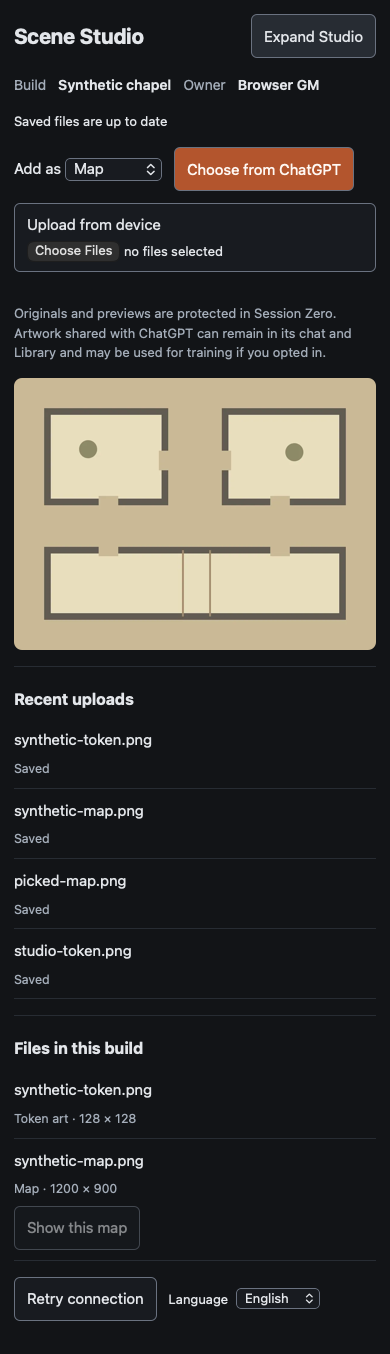 Scene Studio
Expand Studio
Build Synthetic chapel Owner Browser GM
Saved files are up to date
Add as Map Choose from ChatGPT
Upload from device
Choose Files no files selected
Originals and previews are protected in Session Zero.
Artwork shared with ChatGPT can remain in its chat and
Library and may be used for training if you opted in.
Recent uploads
synthetic-token.png
Saved
synthetic-map.png
Saved
picked-map.png
Saved
studio-token.png
Saved
Files in this build
synthetic-token.png
Token art · 128 × 128
synthetic-map.png
Map · 1200 × 900
Show this map
Retry connection Language English